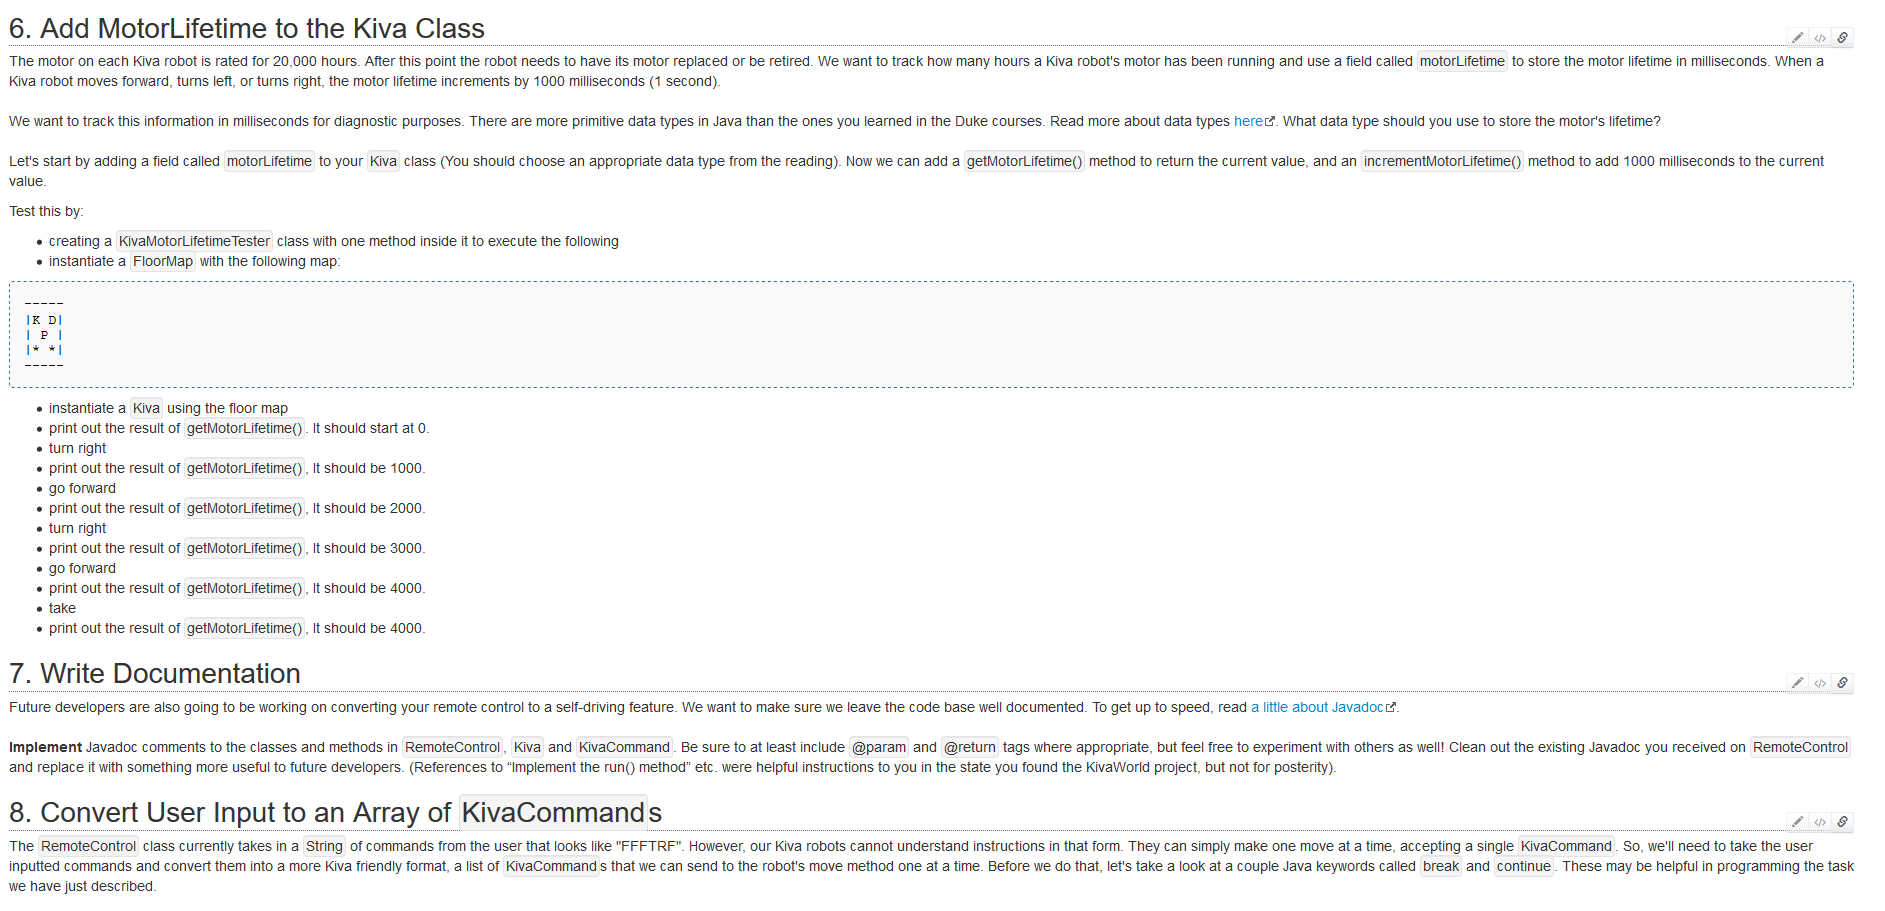 6. Add MotorLifetime to the Kiva Class
The motor on each Kiva robot is rated for 20,000 hours. After this point the robot needs to have its motor replaced or be retired. We want to track how many hours a Kiva robot's motor has been running and use a field called motorLifetime to store the motor lifetime in milliseconds. When a
Kiva robot moves forward, turns left, or turns right, the motor lifetime increments by 1000 milliseconds (1 second).
We want to track this information in milliseconds for diagnostic purposes. There are more primitive data types in Java than the ones you learned in the Duke courses. Read more about data types here. What data type should you use to store the motor's lifetime?
Let's start by adding a field called motorLifetime to your Kiva class (You should choose an appropriate data type from the reading). Now we can add a getMotorLifetime() method to return the current value, and an incrementMotorLifetime() method to add 1000 milliseconds to the current
value.
Test this by:
• creating a KivaMotorLifetimeTester class with one method inside it to execute the following
• instantiate a FloorMap with the following map:
-----
|K D|
| P |
|* *|
-----
• instantiate a Kiva using the floor map
• print out the result of getMotorLifetime(). It should start at 0.
• turn right
• print out the result of getMotorLifetime(), It should be 1000.
• go forward
• print out the result of getMotorLifetime(), It should be 2000.
• turn right
• print out the result of getMotorLifetime(), It should be 3000.
• go forward
• print out the result of getMotorLifetime(), It should be 4000.
• take
• print out the result of getMotorLifetime(), It should be 4000.
7. Write Documentation
Future developers are also going to be working on converting your remote control to a self-driving feature. We want to make sure we leave the code base well documented. To get up to speed, read a little about Javadoc.
Implement Javadoc comments to the classes and methods in RemoteControl, Kiva and KivaCommand. Be sure to at least include @param and @return tags where appropriate, but feel free to experiment with others as well! Clean out the existing Javadoc you received on RemoteControl
and replace it with something more useful to future developers. (References to “Implement the run() method” etc. were helpful instructions to you in the state you found the KivaWorld project, but not for posterity).
8. Convert User Input to an Array of KivaCommands
The RemoteControl class currently takes in a String of commands from the user that looks like "FFFTRF". However, our Kiva robots cannot understand instructions in that form. They can simply make one move at a time, accepting a single KivaCommand. So, we'll need to take the user
inputted commands and convert them into a more Kiva friendly format, a list of KivaCommands that we can send to the robot's move method one at a time. Before we do that, let's take a look at a couple Java keywords called break and continue. These may be helpful in programming the task
we have just described.